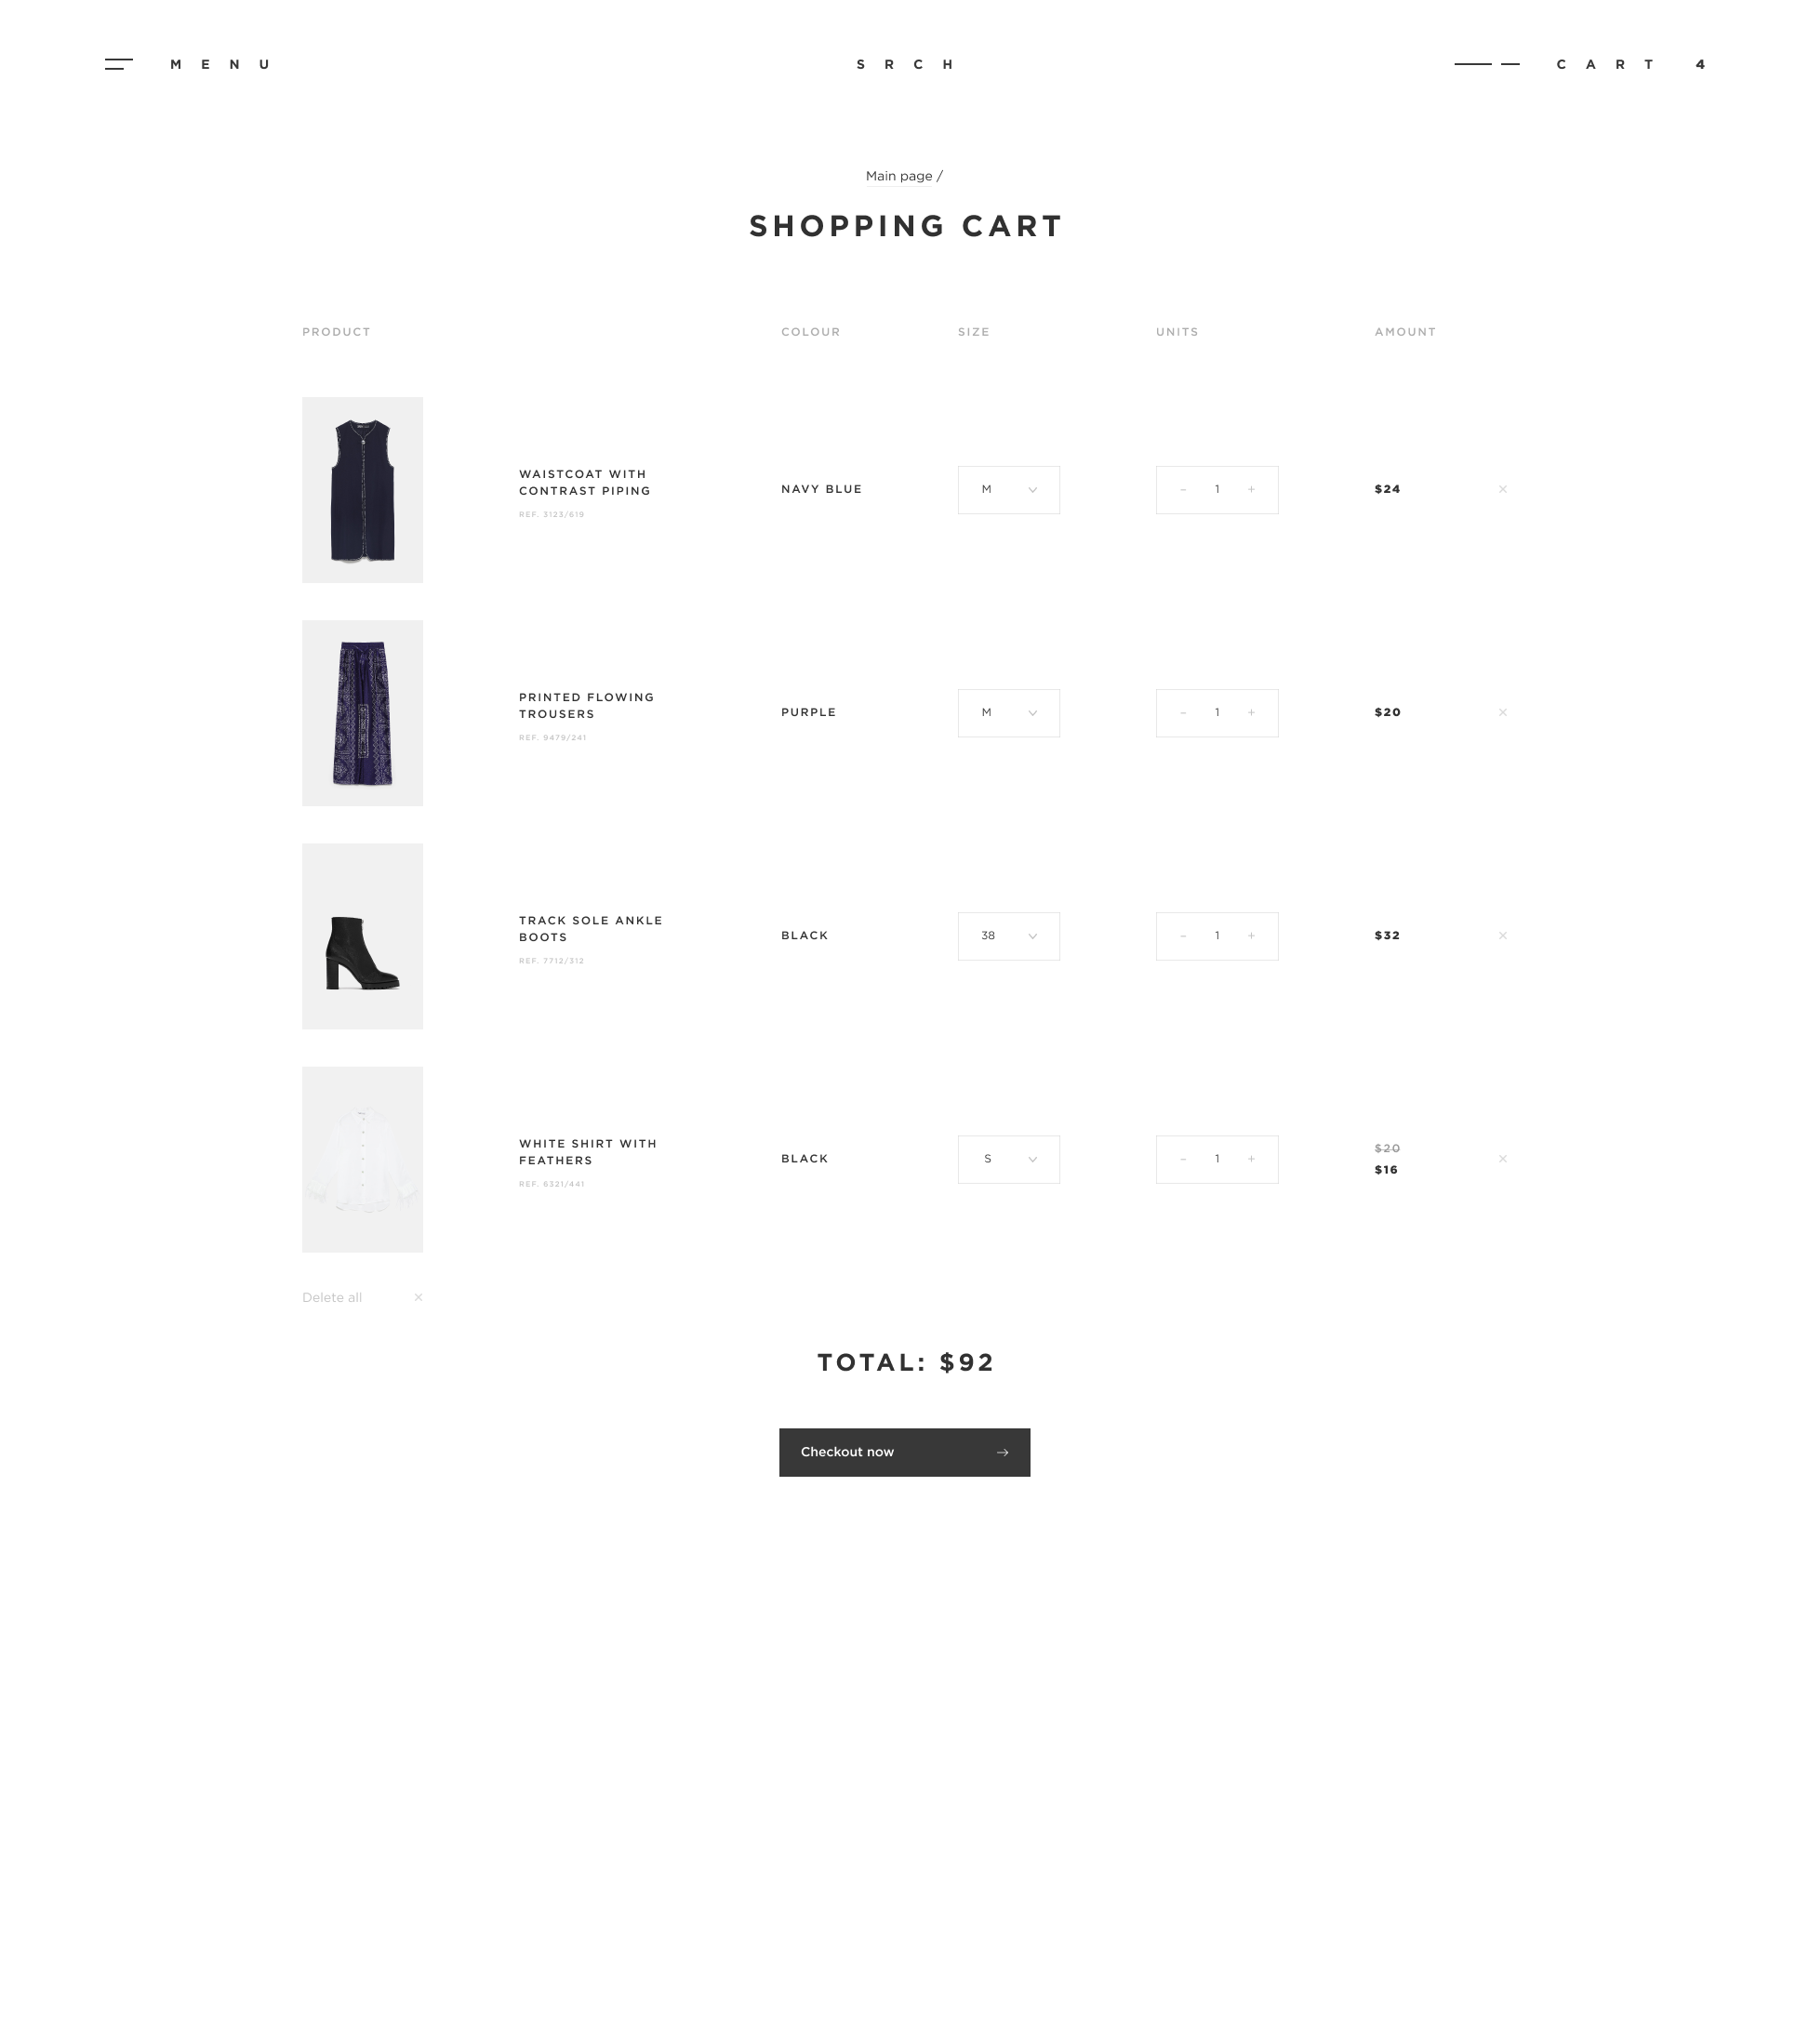 MENU
SRCH
CART 4
Main page /
SHOPPING CART
PRODUCT COLOUR SIZE UNITS AMOUNT
WAISTCOAT WITH
CONTRAST PIPING
REF. 3123/619
NAVY BLUE
M
– 1 +
$24
×
PRINTED FLOWING
TROUSERS
REF. 9479/241
PURPLE
M
– 1 +
$20
×
TRACK SOLE ANKLE
BOOTS
REF. 7712/312
BLACK
38
– 1 +
$32
×
WHITE SHIRT WITH
FEATHERS
REF. 6321/441
BLACK
S
– 1 +
$20
$16
×
Delete all ×
TOTAL: $92
Checkout now →